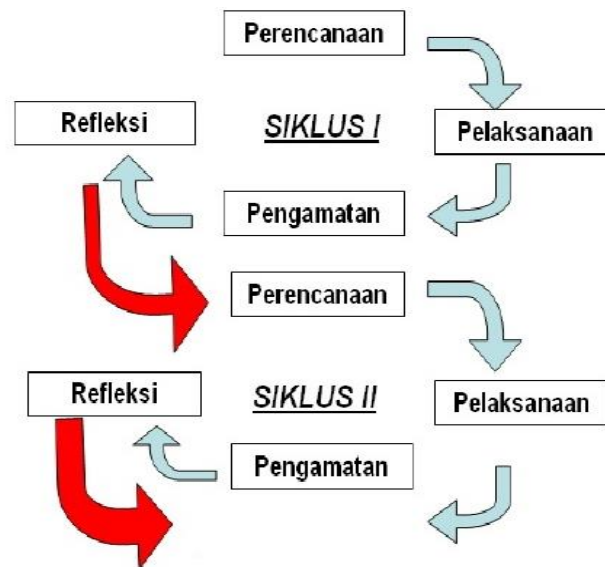 Perencanaan
Refleksi
SIKLUS I
Pelaksanaan
Pengamatan
Perencanaan
Refleksi
SIKLUS II
Pelaksanaan
Pengamatan